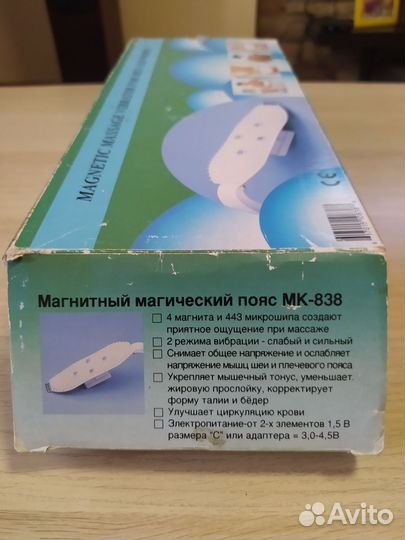 MAGNETIC MASSAGE
CE
Магнитный магический пояс МК-838
4 магнита и 443 микрошипа создают
приятное ощущение при массаже
2 режима вибрации - слабый и сильный
Снимает общее напряжение и ослабляет
напряжение мышц шеи и плечевого пояса
Укрепляет мышечный тонус, уменьшает
жировую прослойку, корректирует
форму талии и бёдер
Улучшает циркуляцию крови
Электропитание-от 2-х элементов 1,5 В
размера "С" или адаптера = 3,0-4,5В
Avito